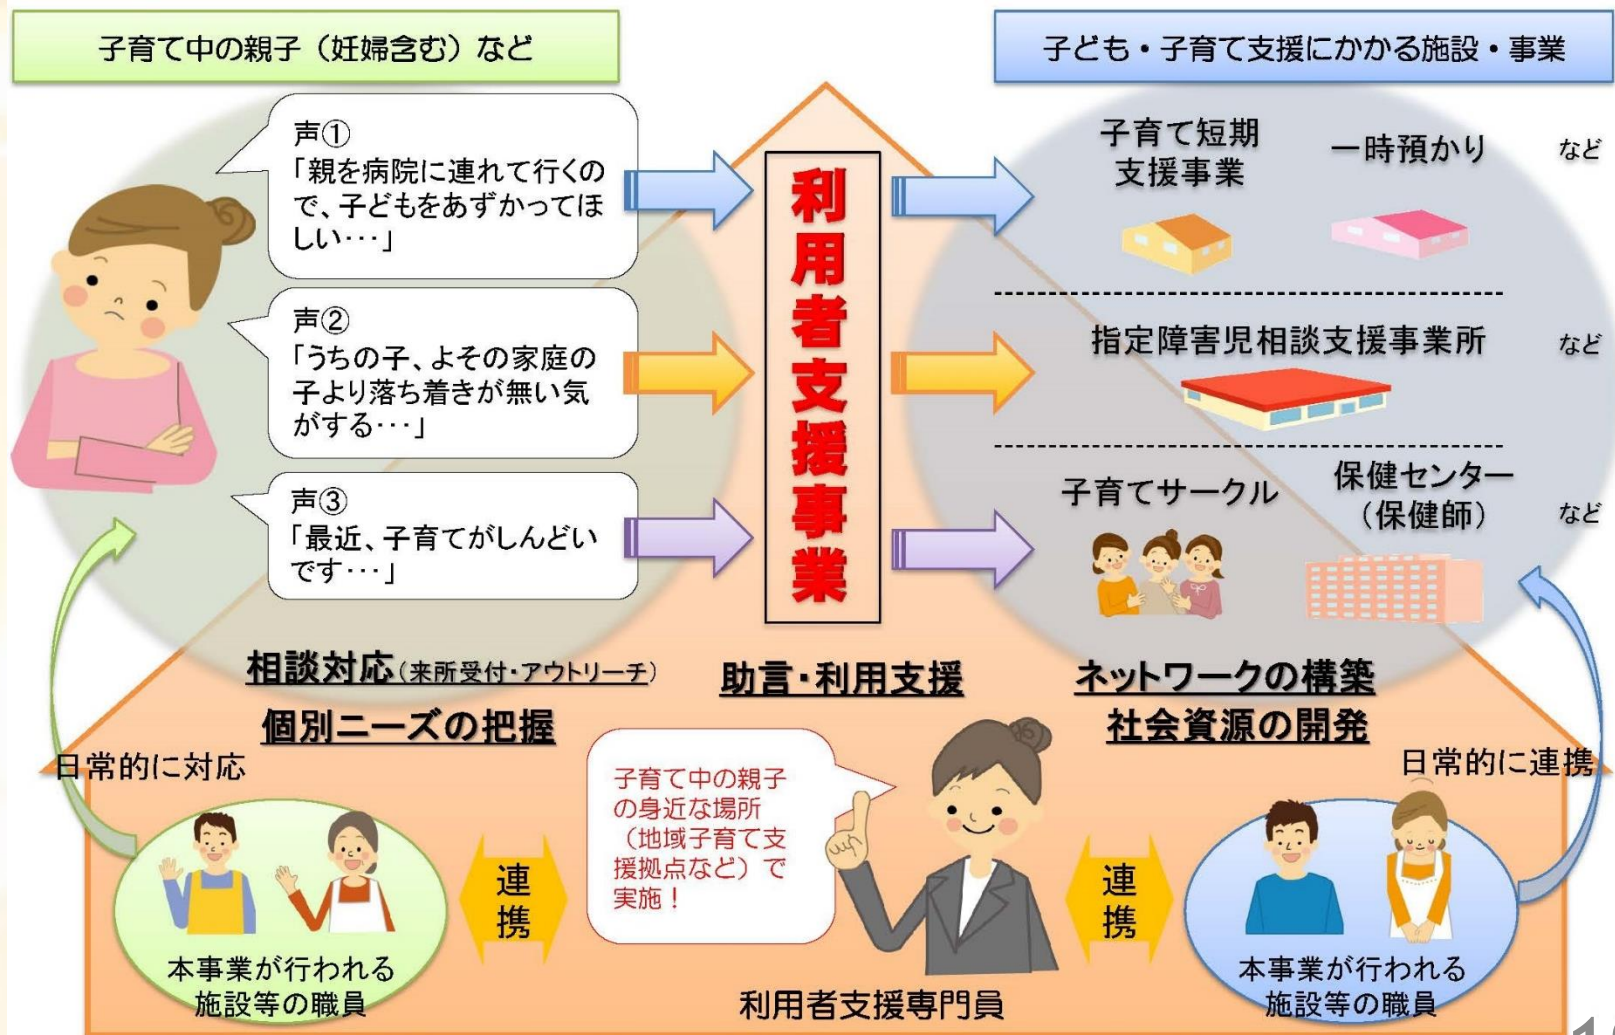 子育て中の親子（妊婦含む）など
子ども・子育て支援にかかる施設・事業
声①
「親を病院に連れて行くの
で、子どもをあずかってほ
しい・・・」
声②
「うちの子、よその家庭の
子より落ち着きが無い気
がする・・・」
声③
「最近、子育てがしんどい
です・・・」
利用者支援事業
子育て短期
支援事業
一時預かり
など
指定障害児相談支援事業所
など
子育てサークル
保健センター
（保健師）
など
相談対応（来所受付・アウトリーチ）
個別ニーズの把握
助言・利用支援
ネットワークの構築
社会資源の開発
日常的に対応
日常的に連携
子育て中の親子
の身近な場所
（地域子育て支
援拠点など）で
実施！
連携
連携
本事業が行われる
施設等の職員
利用者支援専門員
本事業が行われる
施設等の職員